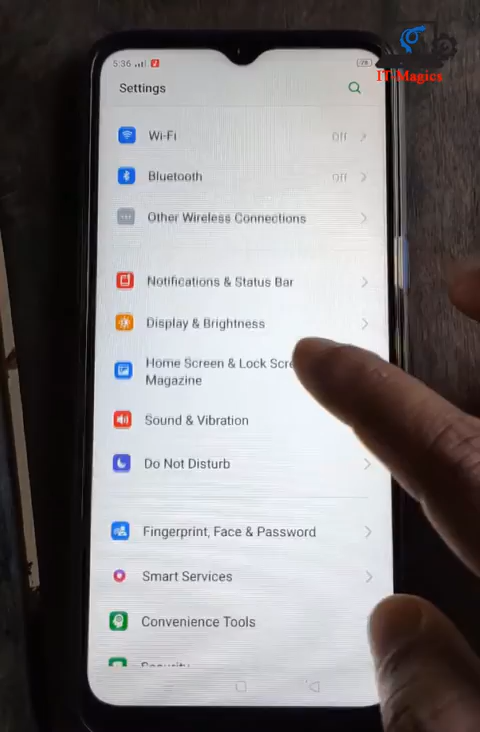 IT Magics
5:36
Settings
Wi-Fi
Off
Bluetooth
Off
Other Wireless Connections
Notifications & Status Bar
Display & Brightness
Home Screen & Lock Scre
Magazine
Sound & Vibration
Do Not Disturb
Fingerprint, Face & Password
Smart Services
Convenience Tools
Security